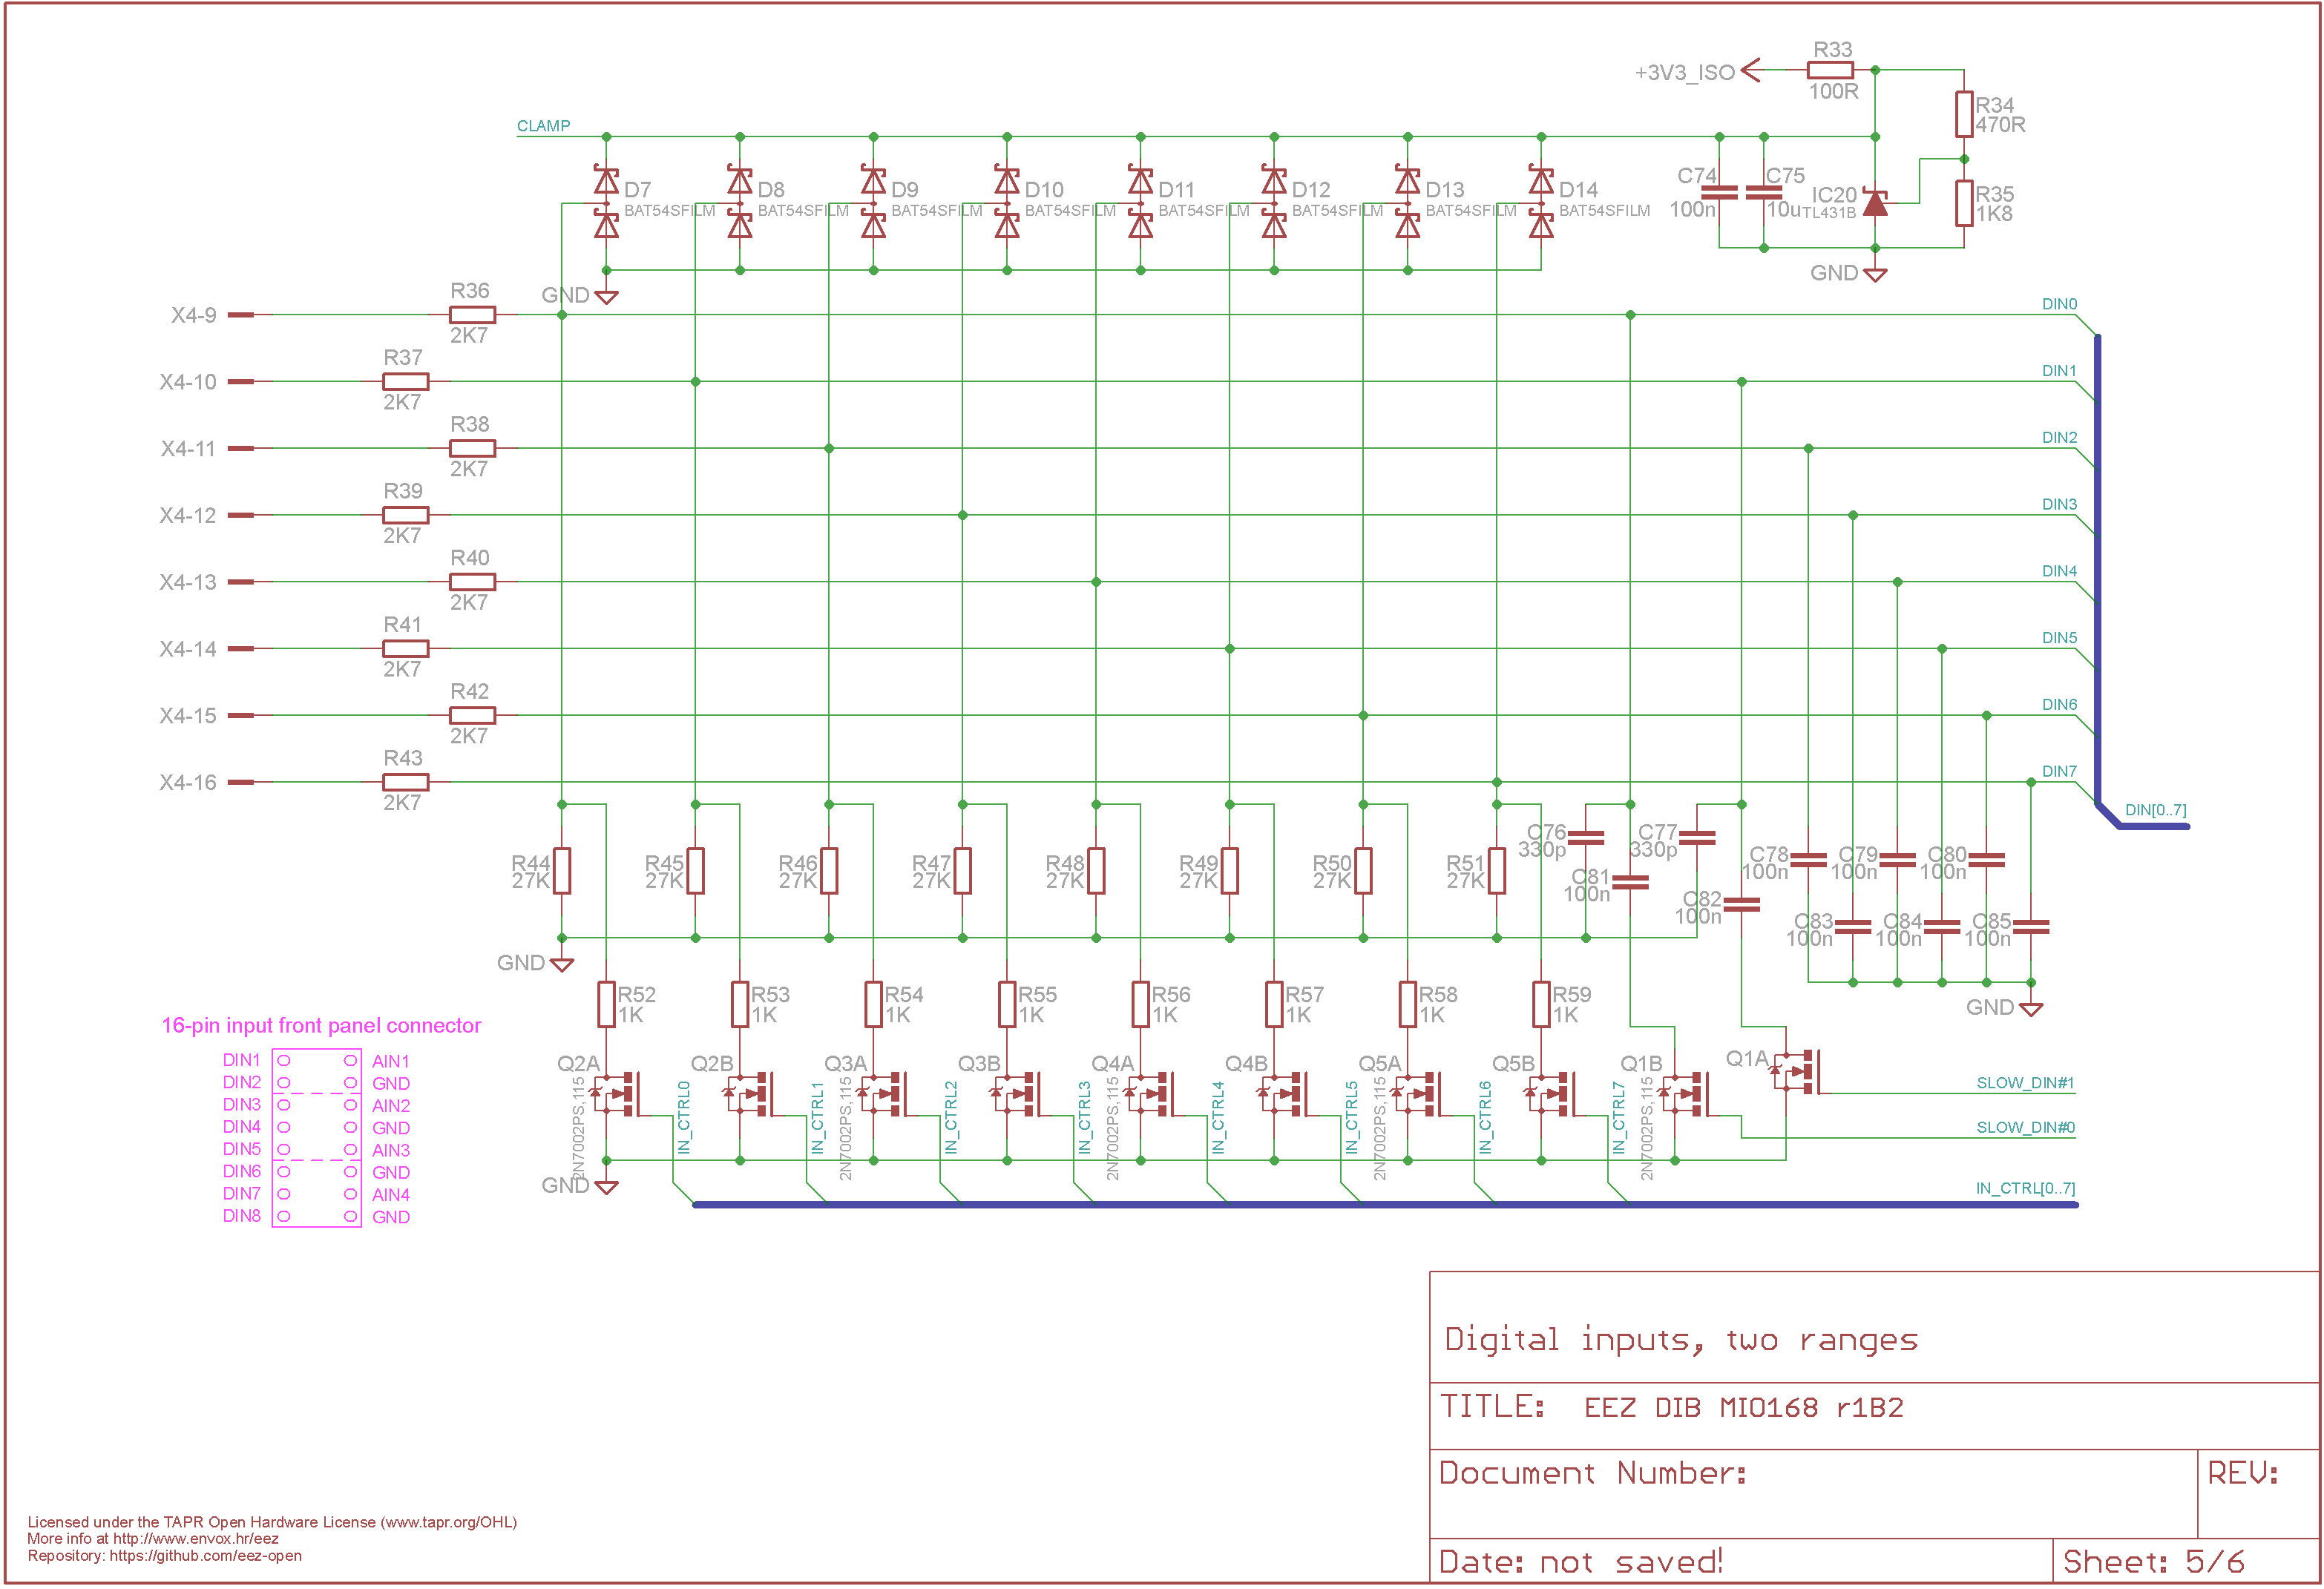 R33
+3V3_ISO
100R
R34
470R
CLAMP
D7
BAT54SFILM
D8
BAT54SFILM
D9
BAT54SFILM
D10
BAT54SFILM
D11
BAT54SFILM
D12
BAT54SFILM
D13
BAT54SFILM
D14
BAT54SFILM
C74
100n
C75
10u
IC20
TL431B
R35
1K8
GND
GND
X4-9
R36
2K7
DIN0
X4-10
R37
2K7
DIN1
X4-11
R38
2K7
DIN2
X4-12
R39
2K7
DIN3
X4-13
R40
2K7
DIN4
X4-14
R41
2K7
DIN5
X4-15
R42
2K7
DIN6
X4-16
R43
2K7
DIN7
DIN[0..7]
R44
27K
R45
27K
R46
27K
R47
27K
R48
27K
R49
27K
R50
27K
R51
27K
C76
330p
C77
330p
C81
100n
C82
100n
C78
100n
C79
100n
C80
100n
C83
100n
C84
100n
C85
100n
GND
GND
R52
1K
R53
1K
R54
1K
R55
1K
R56
1K
R57
1K
R58
1K
R59
1K
Q2A
2N7002PS,115
IN_CTRL0
Q2B
IN_CTRL1
Q3A
2N7002PS,115
IN_CTRL2
Q3B
IN_CTRL3
Q4A
2N7002PS,115
IN_CTRL4
Q4B
IN_CTRL5
Q5A
2N7002PS,115
IN_CTRL6
Q5B
IN_CTRL7
Q1B
2N7002PS,115
Q1A
SLOW_DIN#1
SLOW_DIN#0
GND
IN_CTRL[0..7]
16-pin input front panel connector
DIN1 AIN1
DIN2 GND
DIN3 AIN2
DIN4 GND
DIN5 AIN3
DIN6 GND
DIN7 AIN4
DIN8 GND
Digital inputs, two ranges
TITLE: EEZ DIB MIO168 r1B2
Document Number:
REV:
Date: not saved!
Sheet: 5/6
Licensed under the TAPR Open Hardware License (www.tapr.org/OHL)
More info at http://www.envox.hr/eez
Repository: https://github.com/eez-open